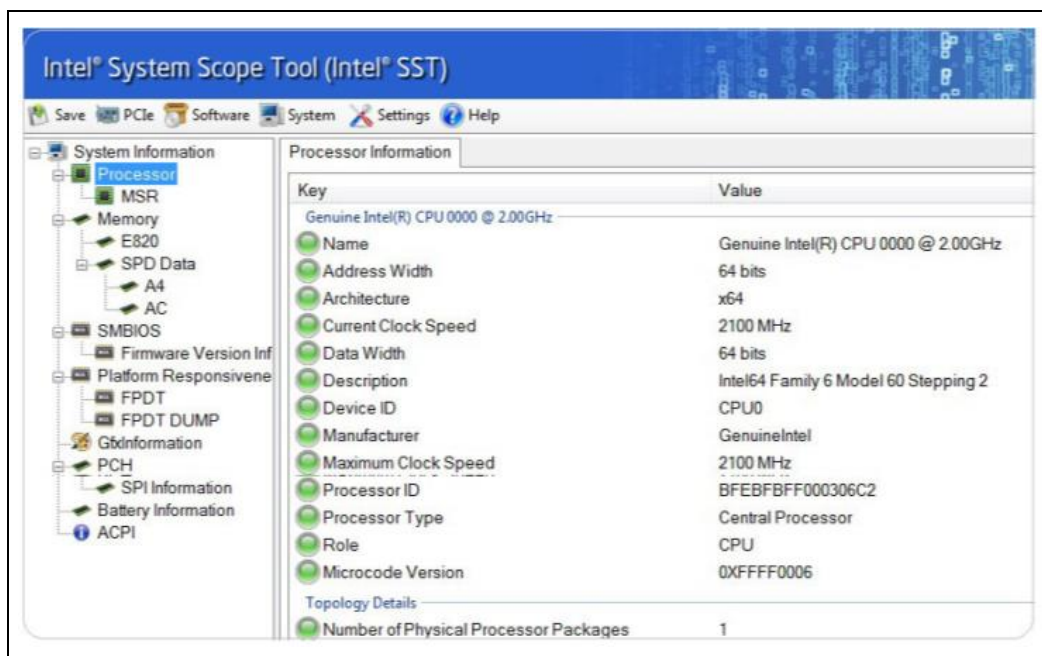 Intel® System Scope Tool (Intel® SST)
Save PCIe Software System Settings Help
System Information
Processor
MSR
Memory
E820
SPD Data
A4
AC
SMBIOS
Firmware Version Inf
Platform Responsivene
FPDT
FPDT DUMP
GfxInformation
PCH
SPI Information
Battery Information
ACPI
Processor Information
Key Value
Genuine Intel(R) CPU 0000 @ 2.00GHz
Name Genuine Intel(R) CPU 0000 @ 2.00GHz
Address Width 64 bits
Architecture x64
Current Clock Speed 2100 MHz
Data Width 64 bits
Description Intel64 Family 6 Model 60 Stepping 2
Device ID CPU0
Manufacturer GenuineIntel
Maximum Clock Speed 2100 MHz
Processor ID BFEBFBFF000306C2
Processor Type Central Processor
Role CPU
Microcode Version 0XFFFF0006
Topology Details
Number of Physical Processor Packages 1